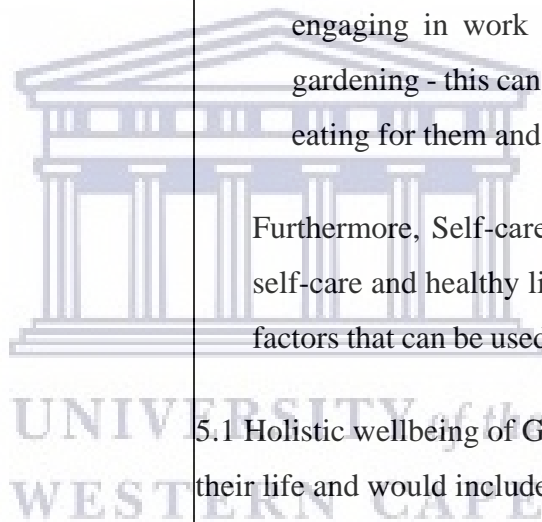 engaging in work
gardening - this can
eating for them and
Furthermore, Self-care
self-care and healthy li
factors that can be used
UNIVERSITY of the
5.1 Holistic wellbeing of G
their life and would include
WESTERN CAPE